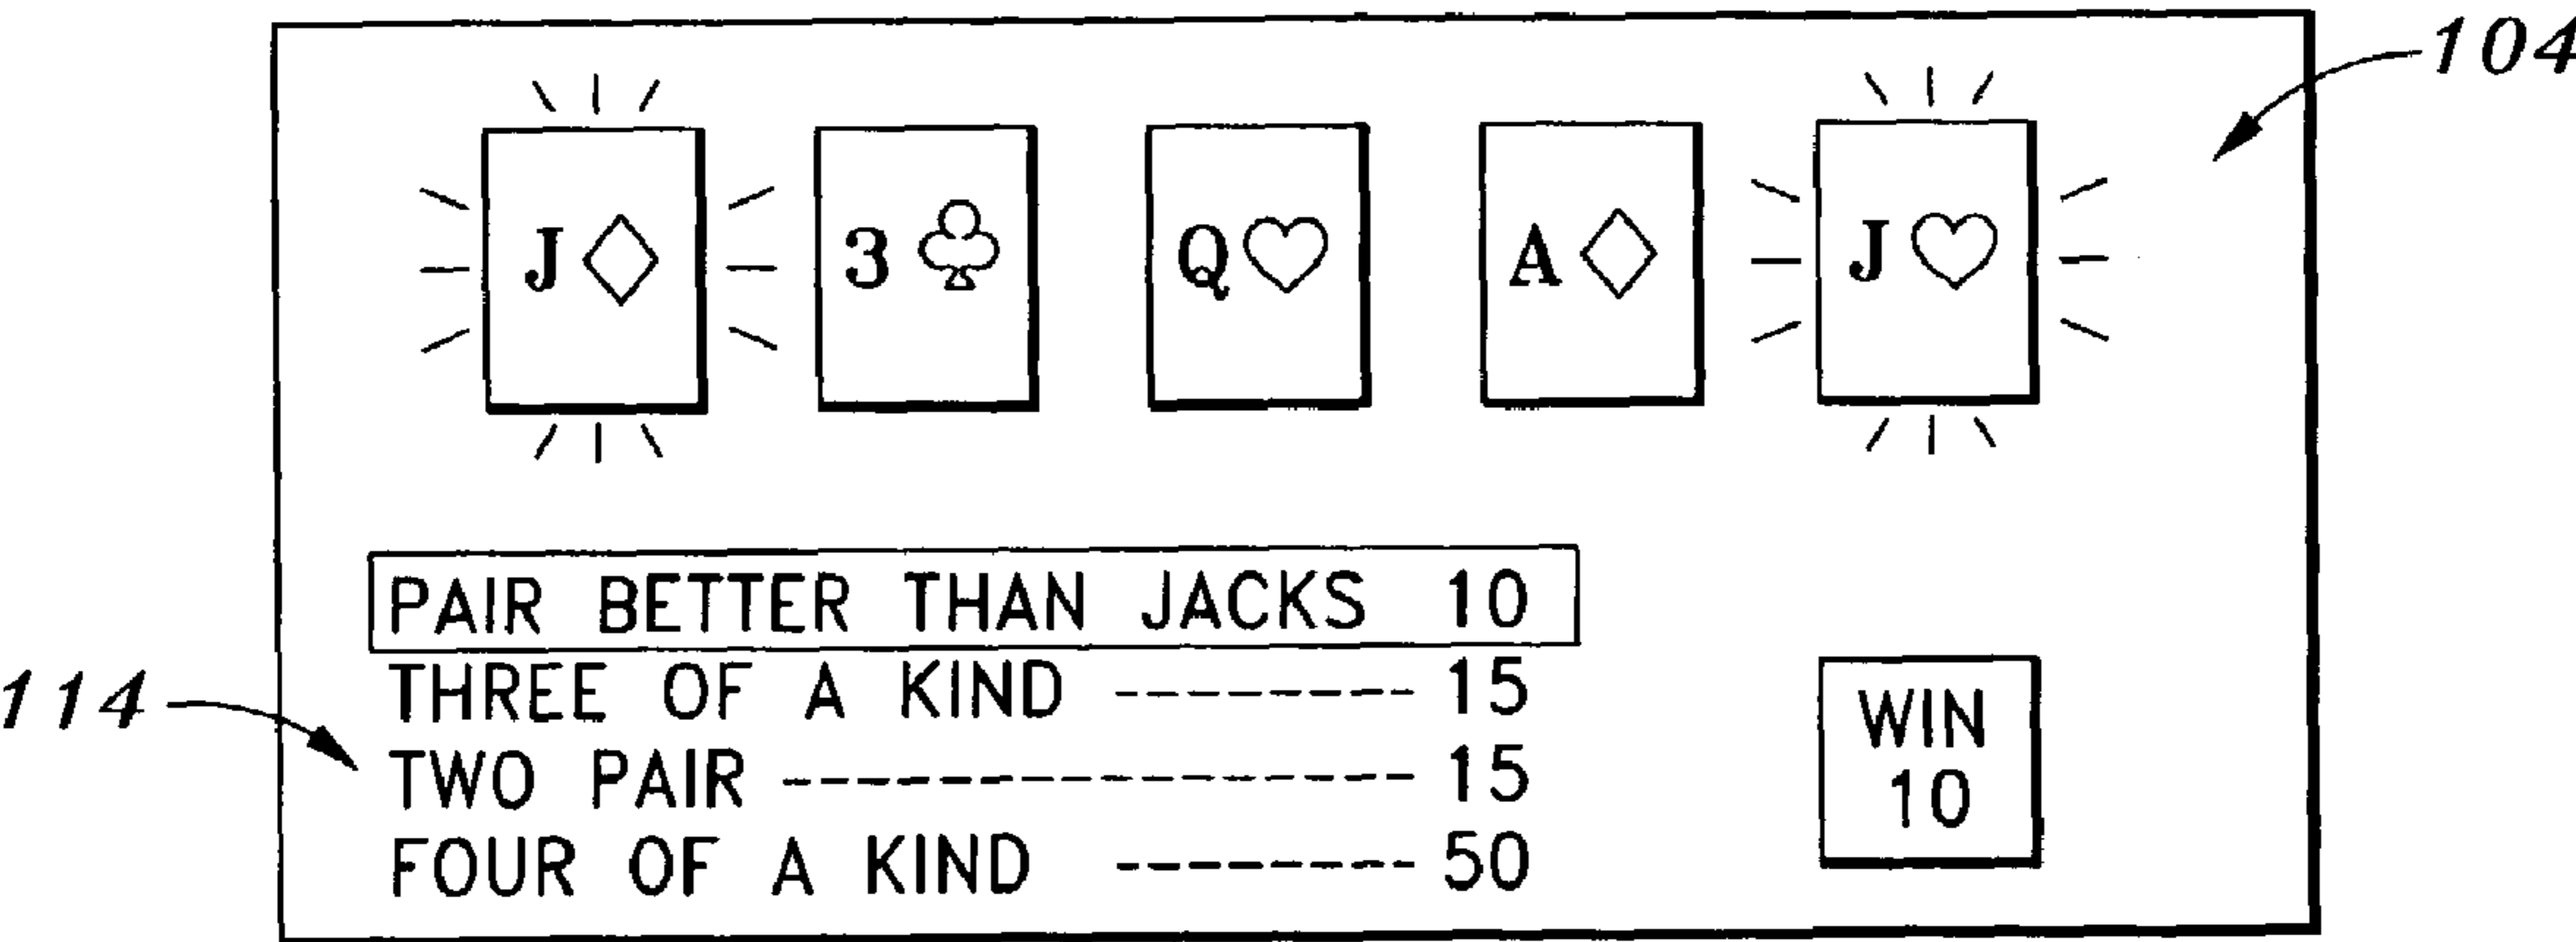 104
J 3 Q A J
PAIR BETTER THAN JACKS 10
THREE OF A KIND -------- 15
114
TWO PAIR ----------------- 15
FOUR OF A KIND -------- 50
WIN
10